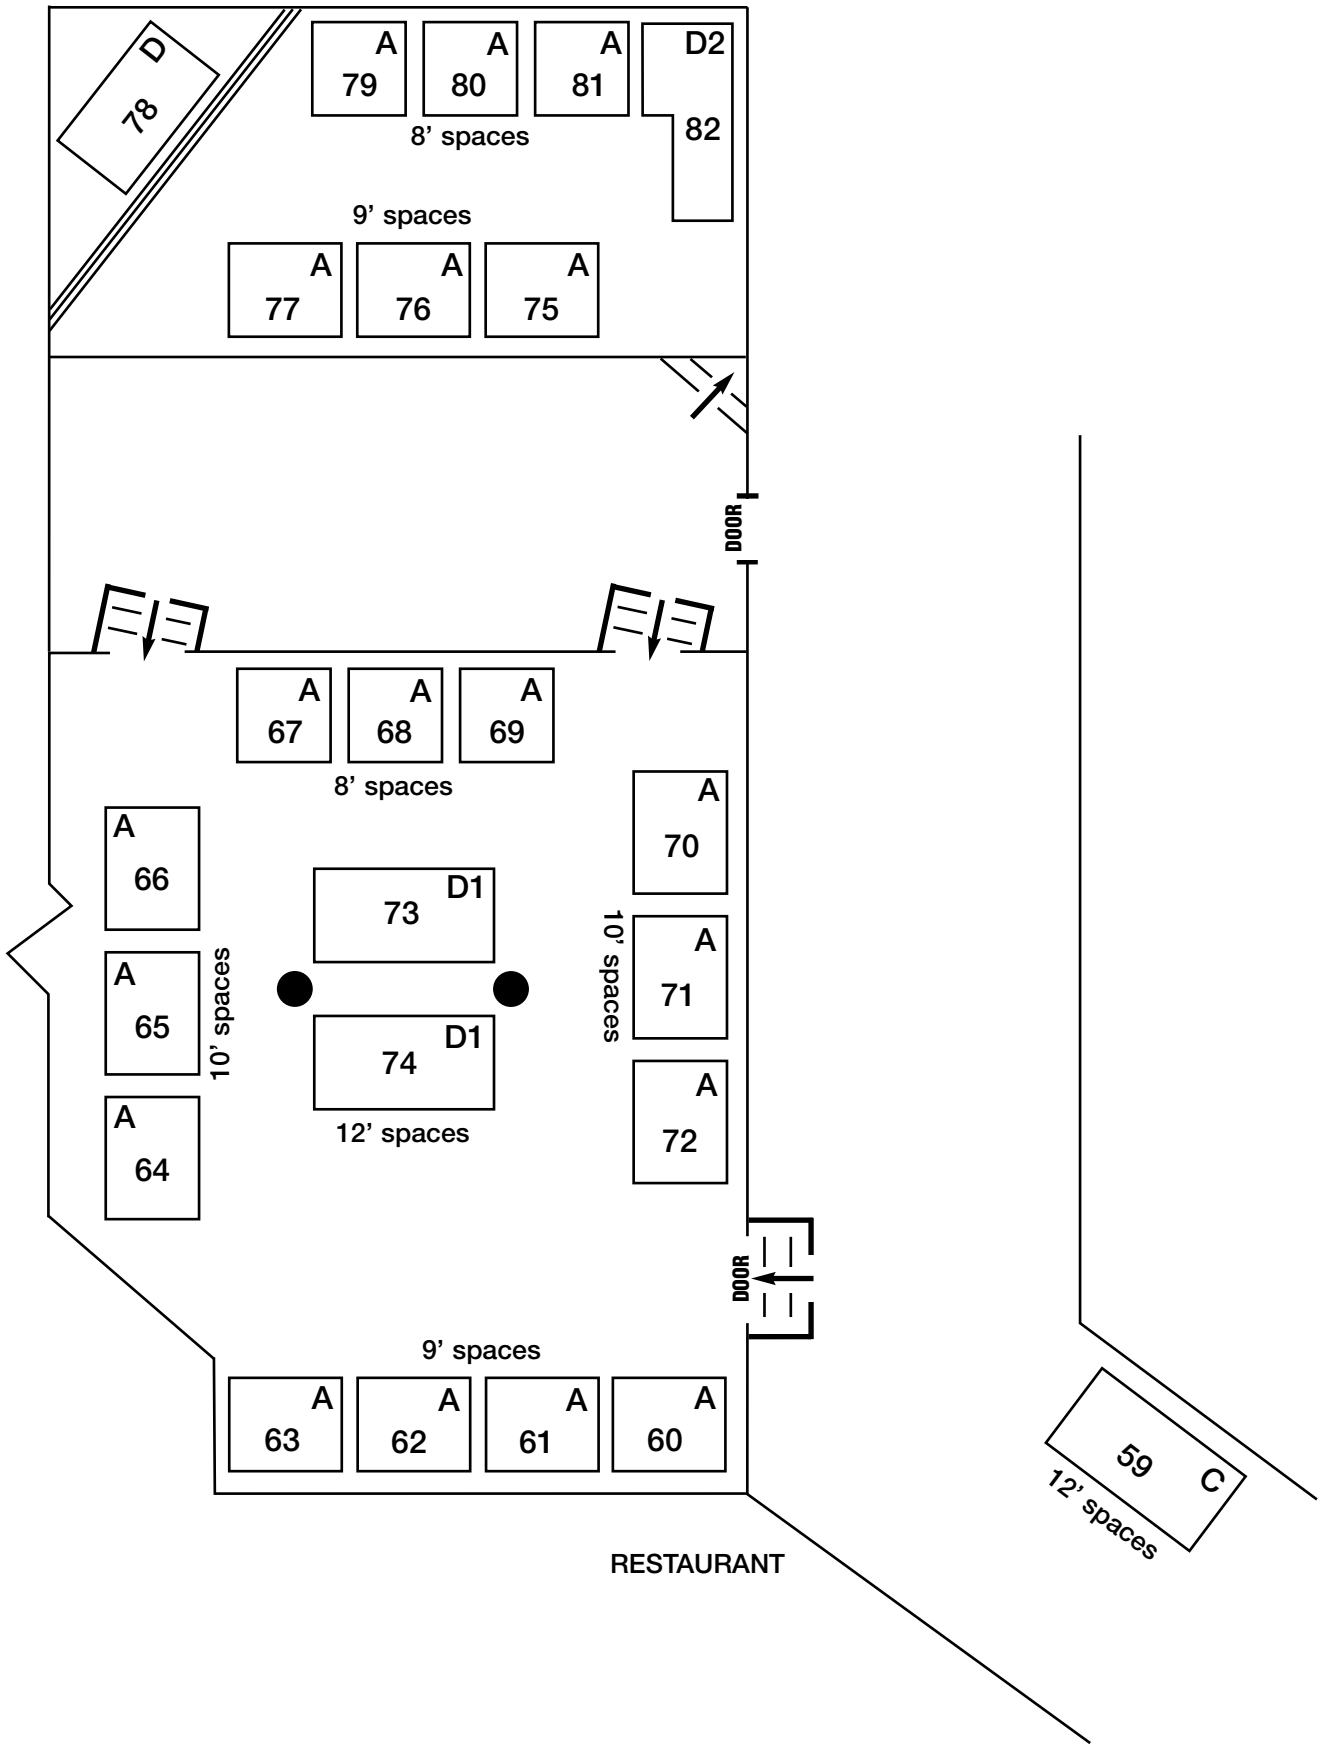 D
78
A
79
A
80
A
81
D2
82
8’ spaces
9’ spaces
A
77
A
76
A
75
DOOR
A
67
A
68
A
69
8’ spaces
A
66
A
65
A
64
10’ spaces
D1
73
D1
74
12’ spaces
A
70
A
71
A
72
10’ spaces
DOOR
9’ spaces
A
63
A
62
A
61
A
60
59
C
12’ spaces
RESTAURANT